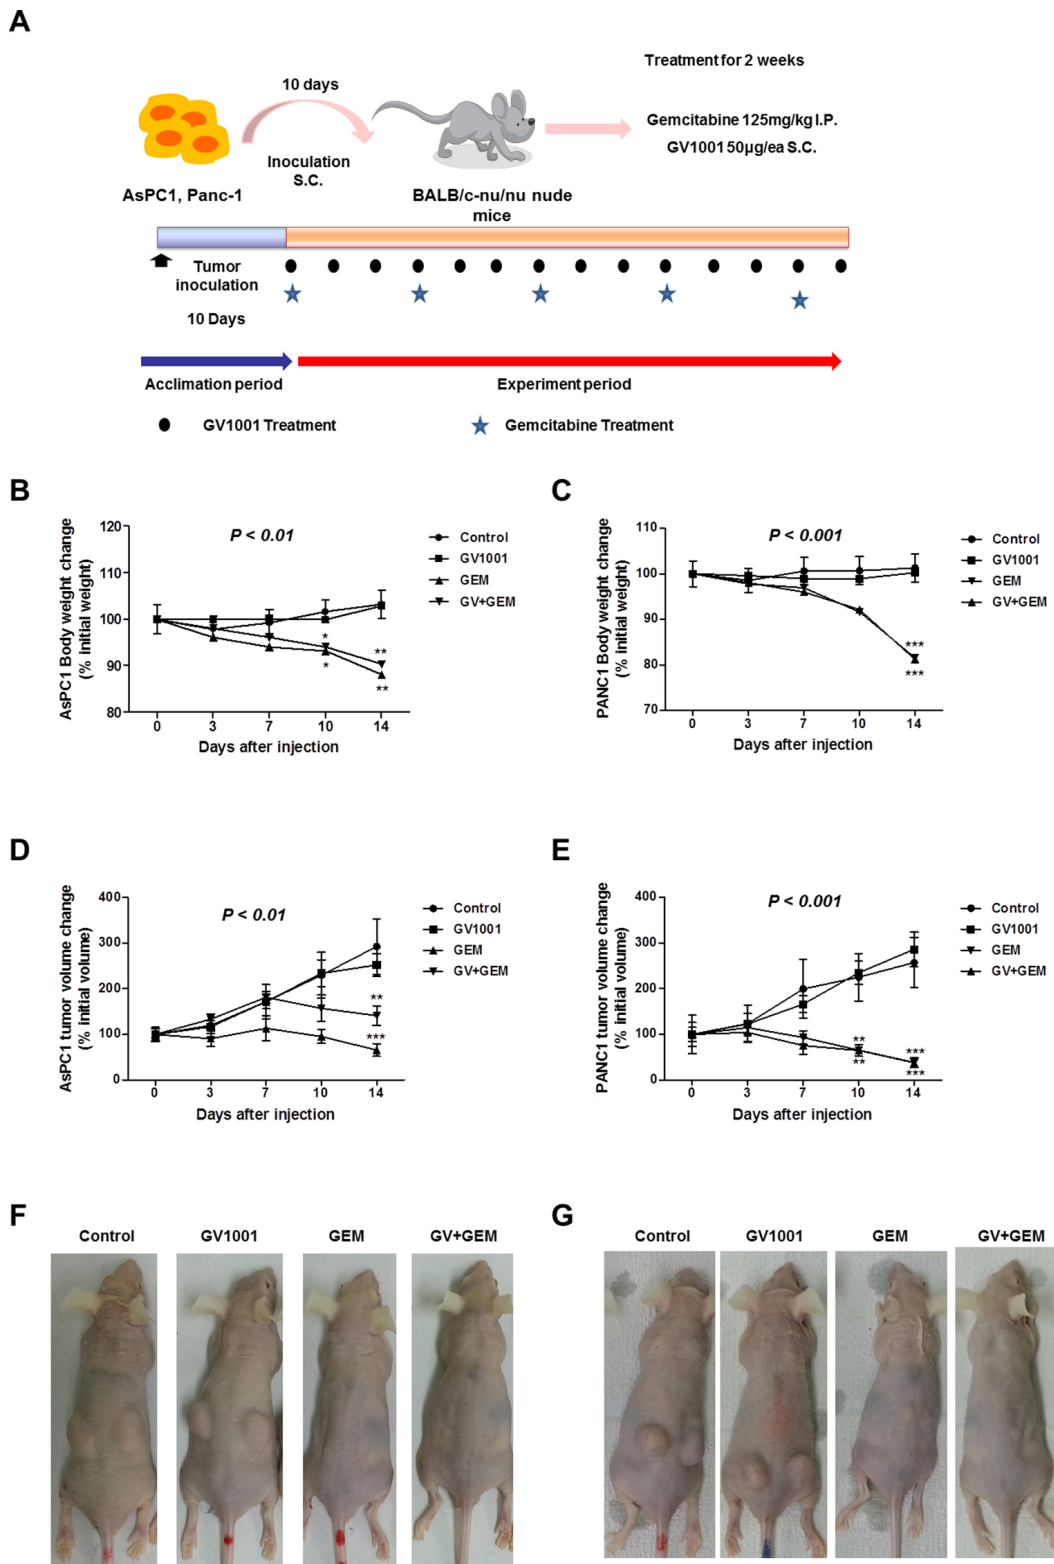 A
Treatment for 2 weeks
10 days
Gemcitabine 125mg/kg I.P.
GV1001 50μg/ea S.C.
Inoculation
S.C.
AsPC1, Panc-1
BALB/c-nu/nu nude
mice
Tumor
inoculation
10 Days
Acclimation period
Experiment period
GV1001 Treatment
Gemcitabine Treatment
B
AsPC1 Body weight change
(% initial weight)
120
110
100
90
80
P < 0.01
Control
GV1001
GEM
GV+GEM
*
*
**
**
0 3 7 10 14
Days after injection
C
PANC1 Body weight change
(% initial weight)
110
100
90
80
70
P < 0.001
Control
GV1001
GEM
GV+GEM
***
***
0 3 7 10 14
Days after injection
D
AsPC1 tumor volume change
(% initial volume)
400
300
200
100
0
P < 0.01
Control
GV1001
GEM
GV+GEM
**
***
0 3 7 10 14
Days after injection
E
PANC1 tumor volume change
(% initial volume)
400
300
200
100
0
P < 0.001
Control
GV1001
GEM
GV+GEM
**
**
***
***
0 3 7 10 14
Days after injection
F
Control GV1001 GEM GV+GEM
G
Control GV1001 GEM GV+GEM